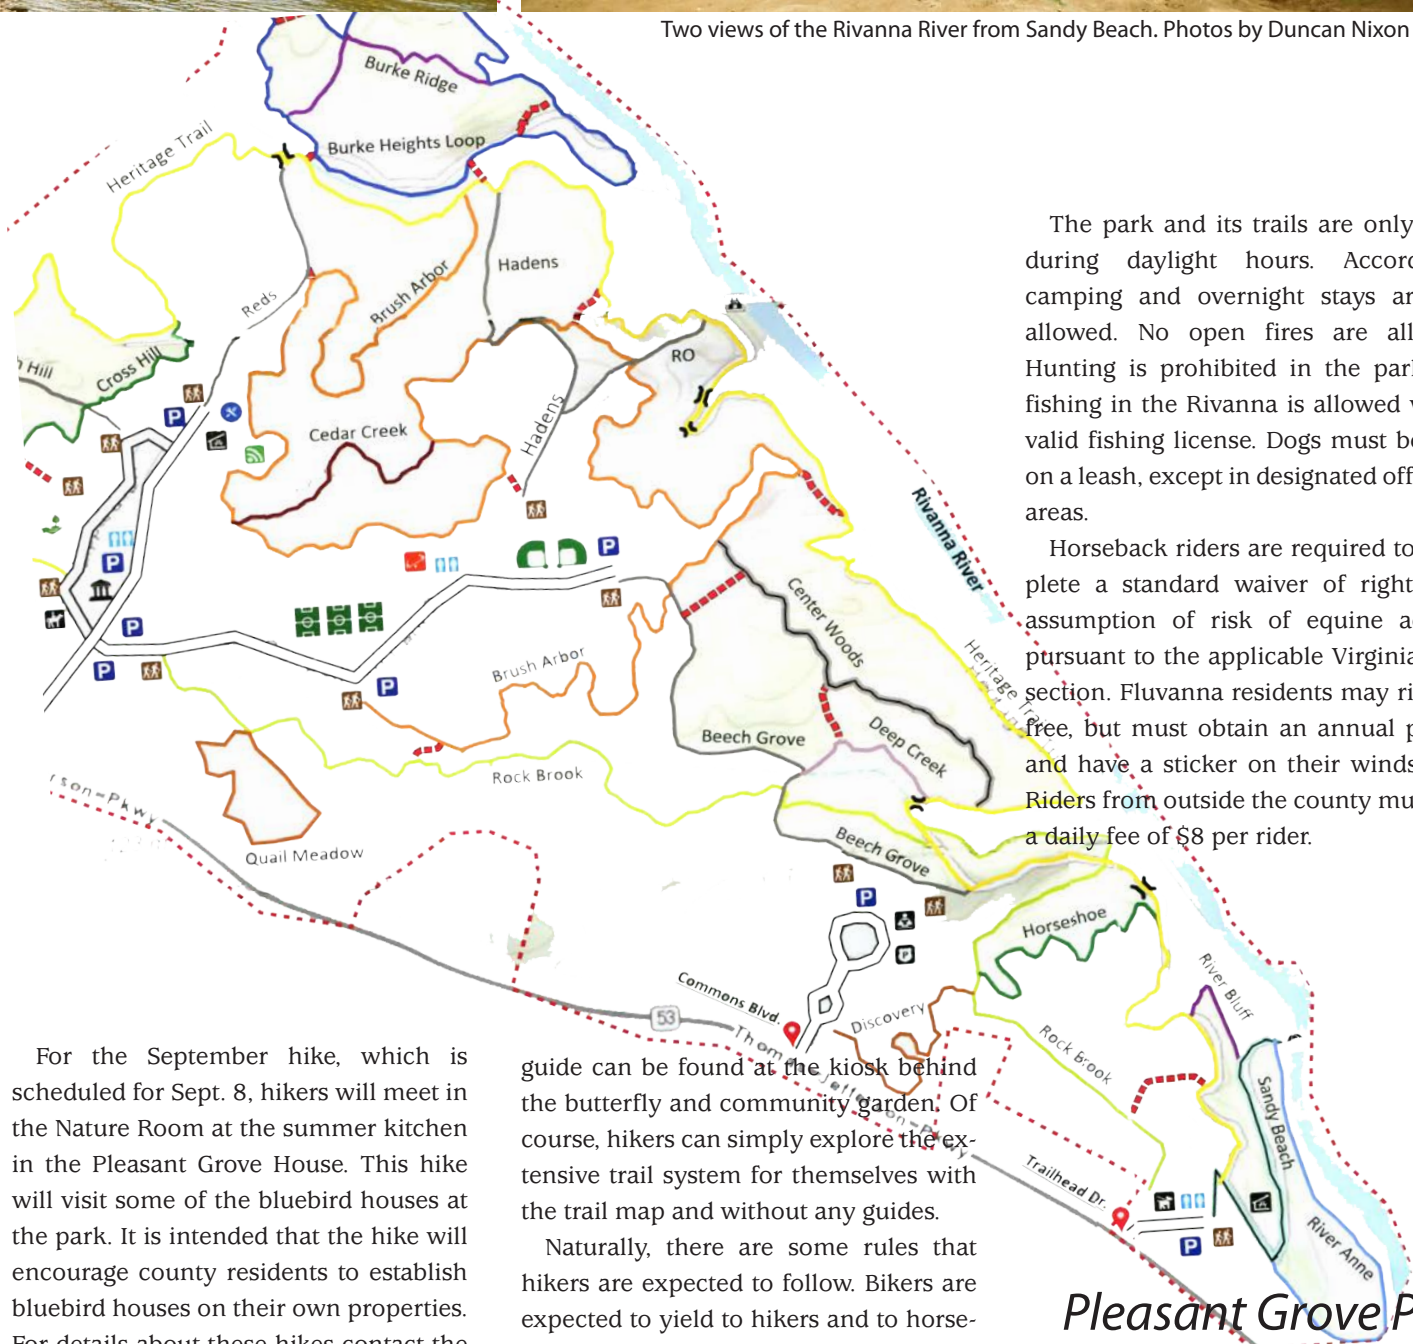 Two views of the Rivanna River from Sandy Beach. Photos by Duncan Nixon
Burke Ridge
Burke Heights Loop
Heritage Trail
Hadens
Brush Arbor
Reds
RO
Hill
Cross Hill
P
Cedar Creek
Hadens
Rivanna River
P
P
P
P
Center Woods
Heritage Trail
Brush Arbor
P
Beech Grove
Deep Creek
Rock Brook
Quail Meadow
son-Pkwy
Beech Grove
P
P
Horseshoe
River Bluff
Commons Blvd.
53
Discovery
Thomas-Jefferson-Pkwy
Rock Brook
Sandy Beach
Trailhead Dr.
P
River Anne
The park and its trails are only
during daylight hours.
camping and overnight stays
allowed. No open fires are
Hunting is prohibited in the
fishing in the Rivanna is allowed
valid fishing license. Dogs must
on a leash, except in designated
areas.
Horseback riders are required to
plete a standard waiver of
assumption of risk of equine
pursuant to the applicable Virginia
section. Fluvanna residents may
free, but must obtain an annual
and have a sticker on their
Riders from outside the county
a daily fee of $8 per rider.
For the September hike, which is
scheduled for Sept. 8, hikers will meet in
the Nature Room at the summer kitchen
in the Pleasant Grove House. This hike
will visit some of the bluebird houses at
the park. It is intended that the hike will
encourage county residents to establish
bluebird houses on their own properties.
For details about these hikes contact the
guide can be found at the kiosk behind
the butterfly and community garden. Of
course, hikers can simply explore the ex-
tensive trail system for themselves with
the trail map and without any guides.
Naturally, there are some rules that
hikers are expected to follow. Bikers are
expected to yield to hikers and to horse-
Pleasant Grove P